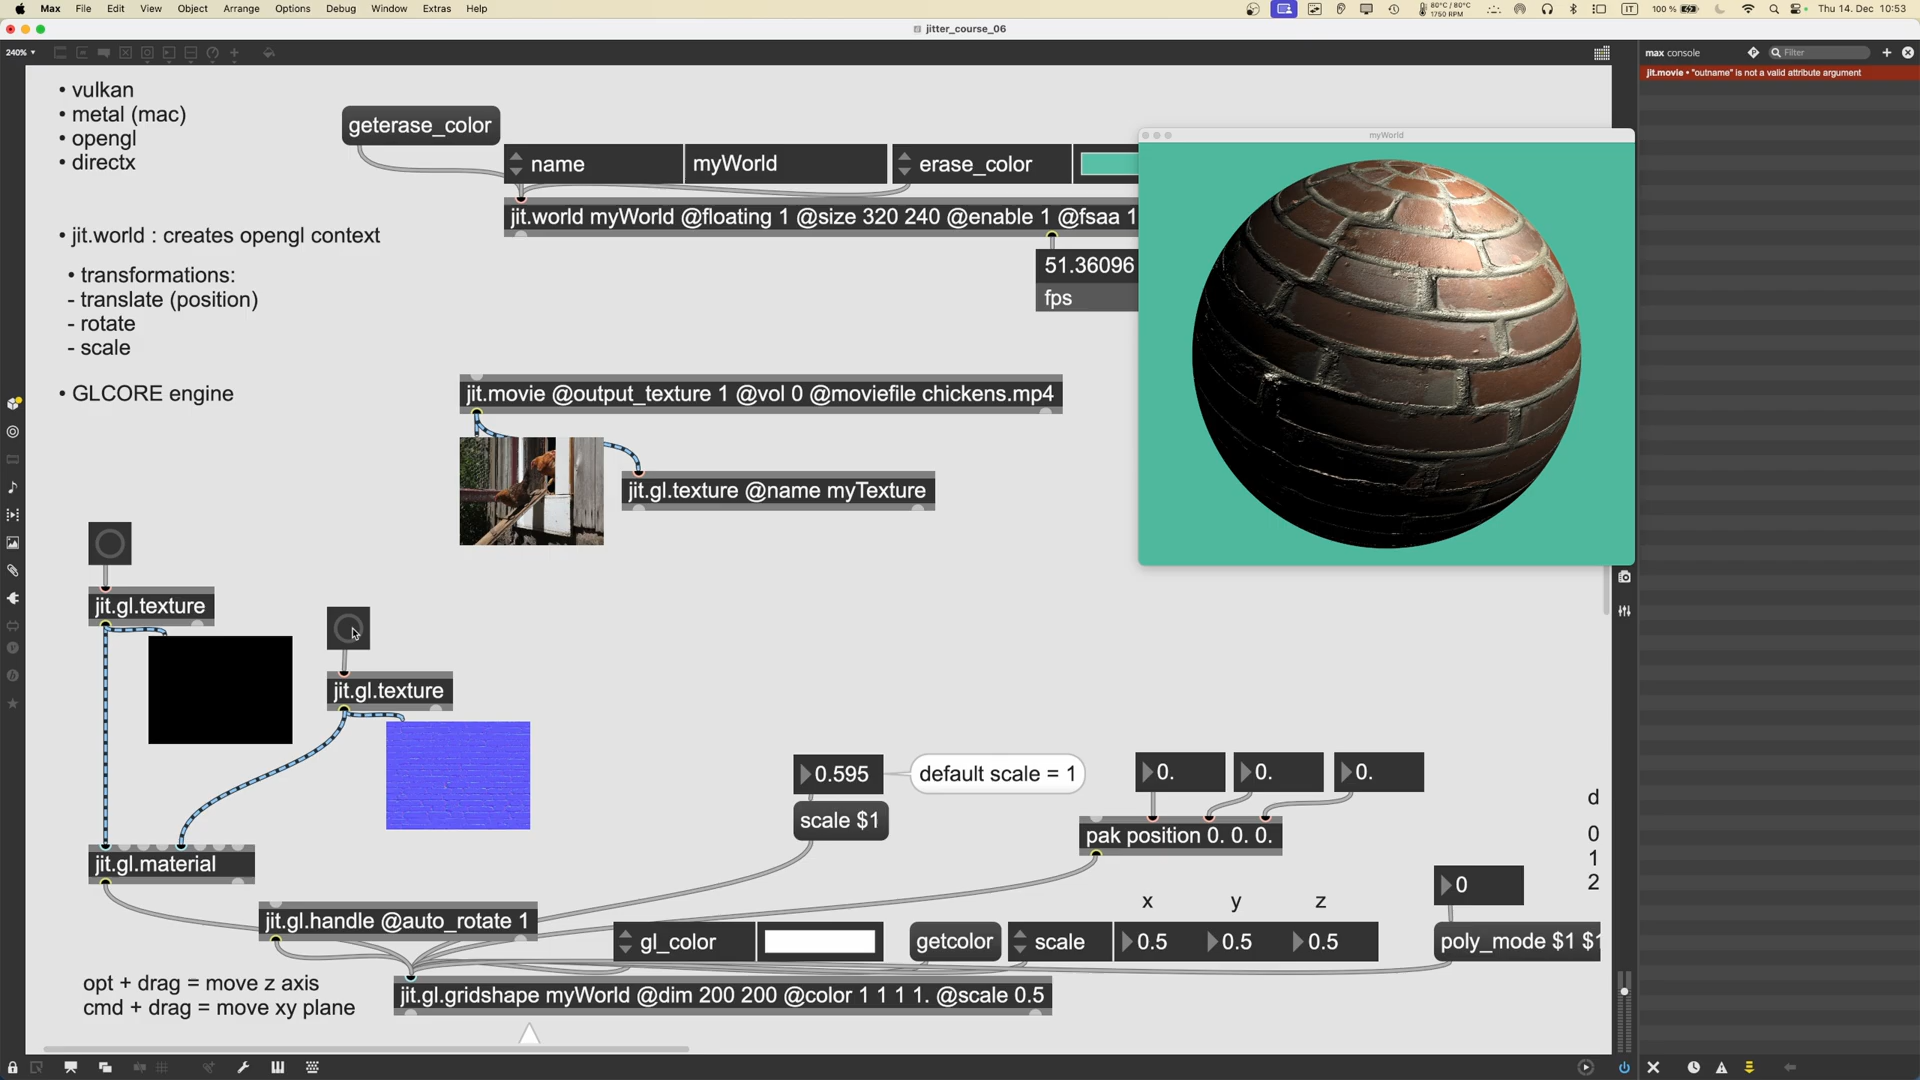 Max File Edit View Object Arrange Options Debug Window Extras Help
80°C / 80°C
1750 RPM
IT
100 %
Thu 14. Dec 10:53
jitter_course_06
240%
max console
Filter
jit.movie • "outname" is not a valid attribute argument
• vulkan
• metal (mac)
• opengl
• directx
geterase_color
name
myWorld
erase_color
myWorld
jit.world myWorld @floating 1 @size 320 240 @enable 1 @fsaa 1
• jit.world : creates opengl context
51.36096
fps
• transformations:
- translate (position)
- rotate
- scale
• GLCORE engine
jit.movie @output_texture 1 @vol 0 @moviefile chickens.mp4
jit.gl.texture @name myTexture
jit.gl.texture
jit.gl.texture
0.595
default scale = 1
0.
0.
0.
scale $1
pak position 0. 0. 0.
d
0
1
2
jit.gl.material
0
x
y
z
jit.gl.handle @auto_rotate 1
gl_color
getcolor
scale
0.5
0.5
0.5
poly_mode $1 $1
opt + drag = move z axis
cmd + drag = move xy plane
jit.gl.gridshape myWorld @dim 200 200 @color 1 1 1 1. @scale 0.5